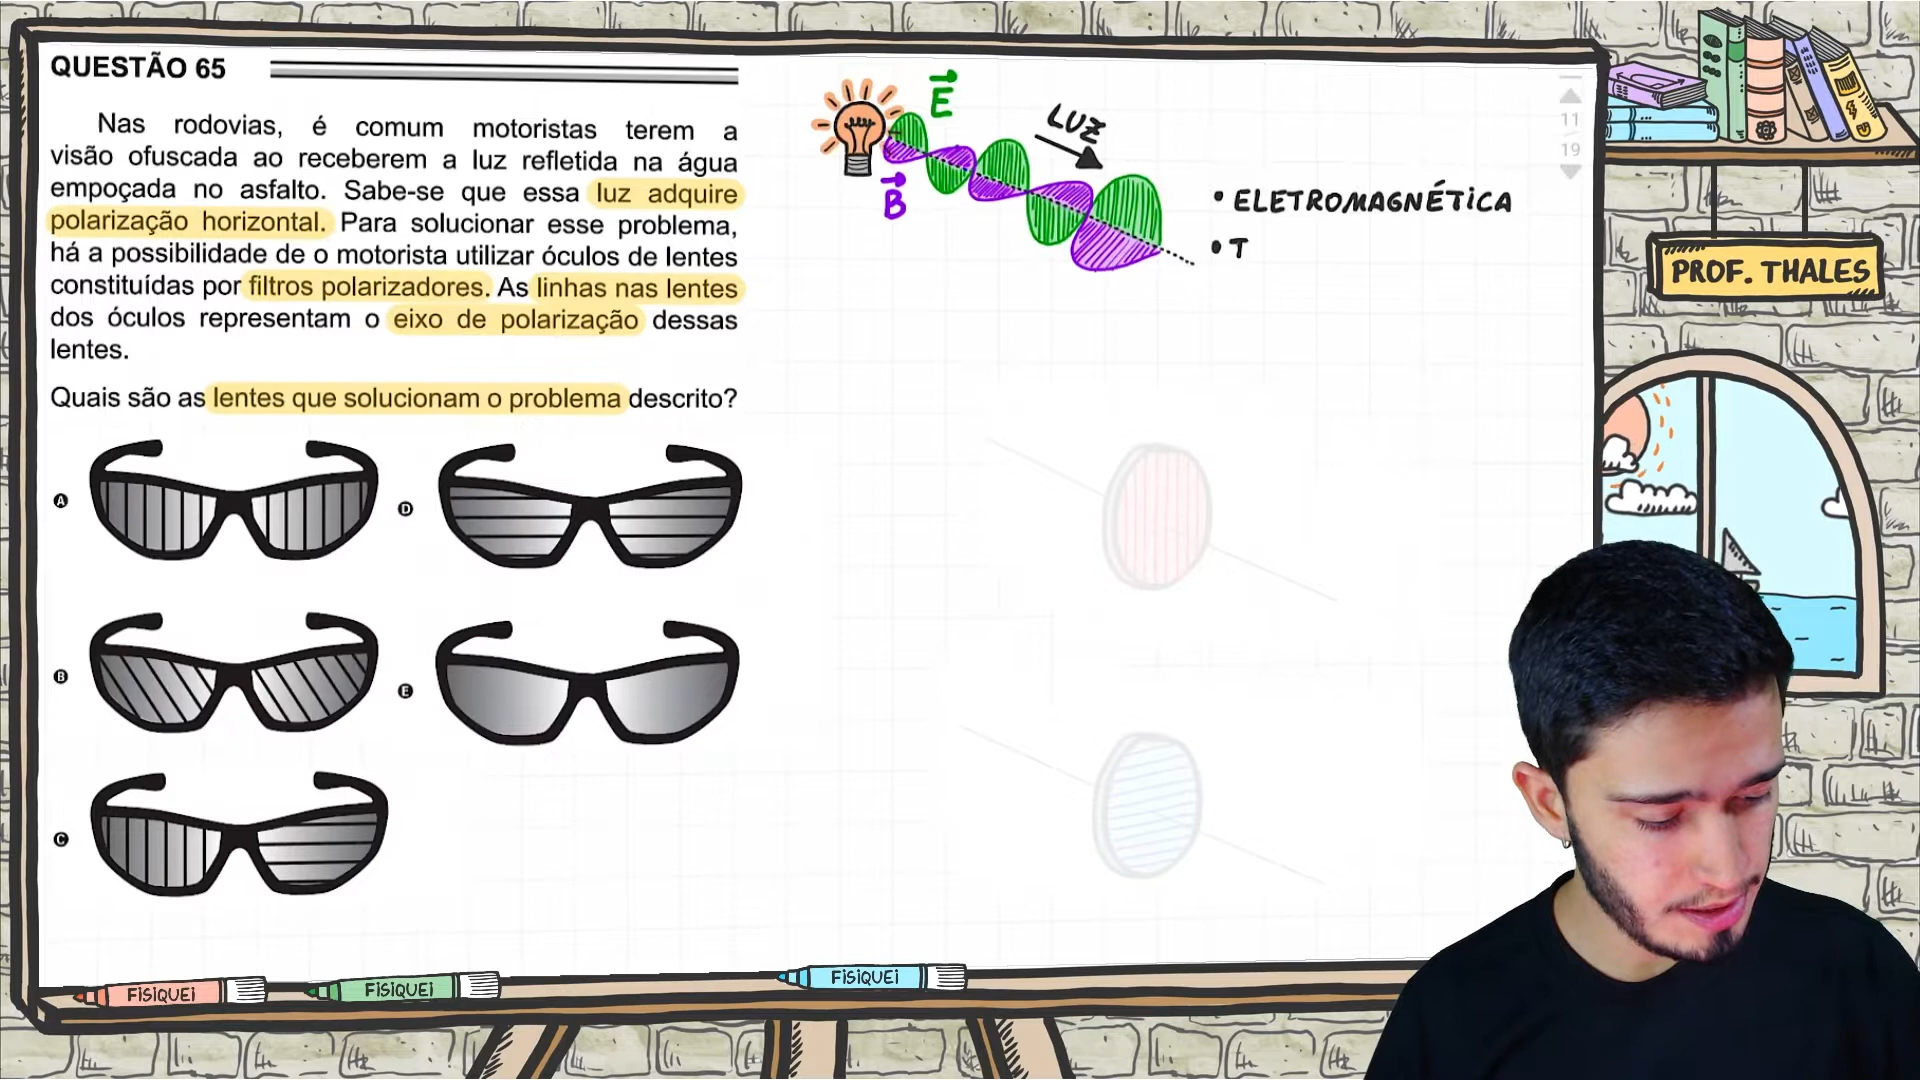 QUESTÃO 65
Nas rodovias, é comum motoristas terem a
visão ofuscada ao receberem a luz refletida na água
empoçada no asfalto. Sabe-se que essa luz adquire
polarização horizontal. Para solucionar esse problema,
há a possibilidade de o motorista utilizar óculos de lentes
constituídas por filtros polarizadores. As linhas nas lentes
dos óculos representam o eixo de polarização dessas
lentes.
Quais são as lentes que solucionam o problema descrito?
A
D
B
E
C
E
B
LUZ
• ELETROMAGNÉTICA
• T
11
19
PROF. THALES
FISIQUEI
FISIQUEI
FISIQUEI